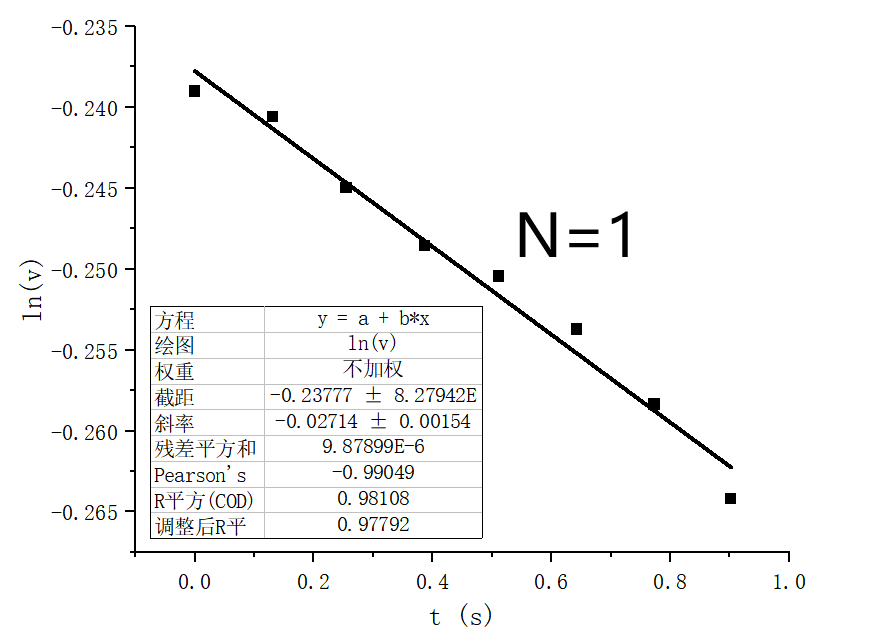 -0.235
-0.240
-0.245
-0.250
-0.255
-0.260
-0.265
ln(v)
N=1
方程 y = a + b*x
绘图 ln(v)
权重 不加权
截距 -0.23777 ± 8.27942E
斜率 -0.02714 ± 0.00154
残差平方和 9.87899E-6
Pearson's -0.99049
R平方(COD) 0.98108
调整后R平 0.97792
0.0 0.2 0.4 0.6 0.8 1.0
t (s)